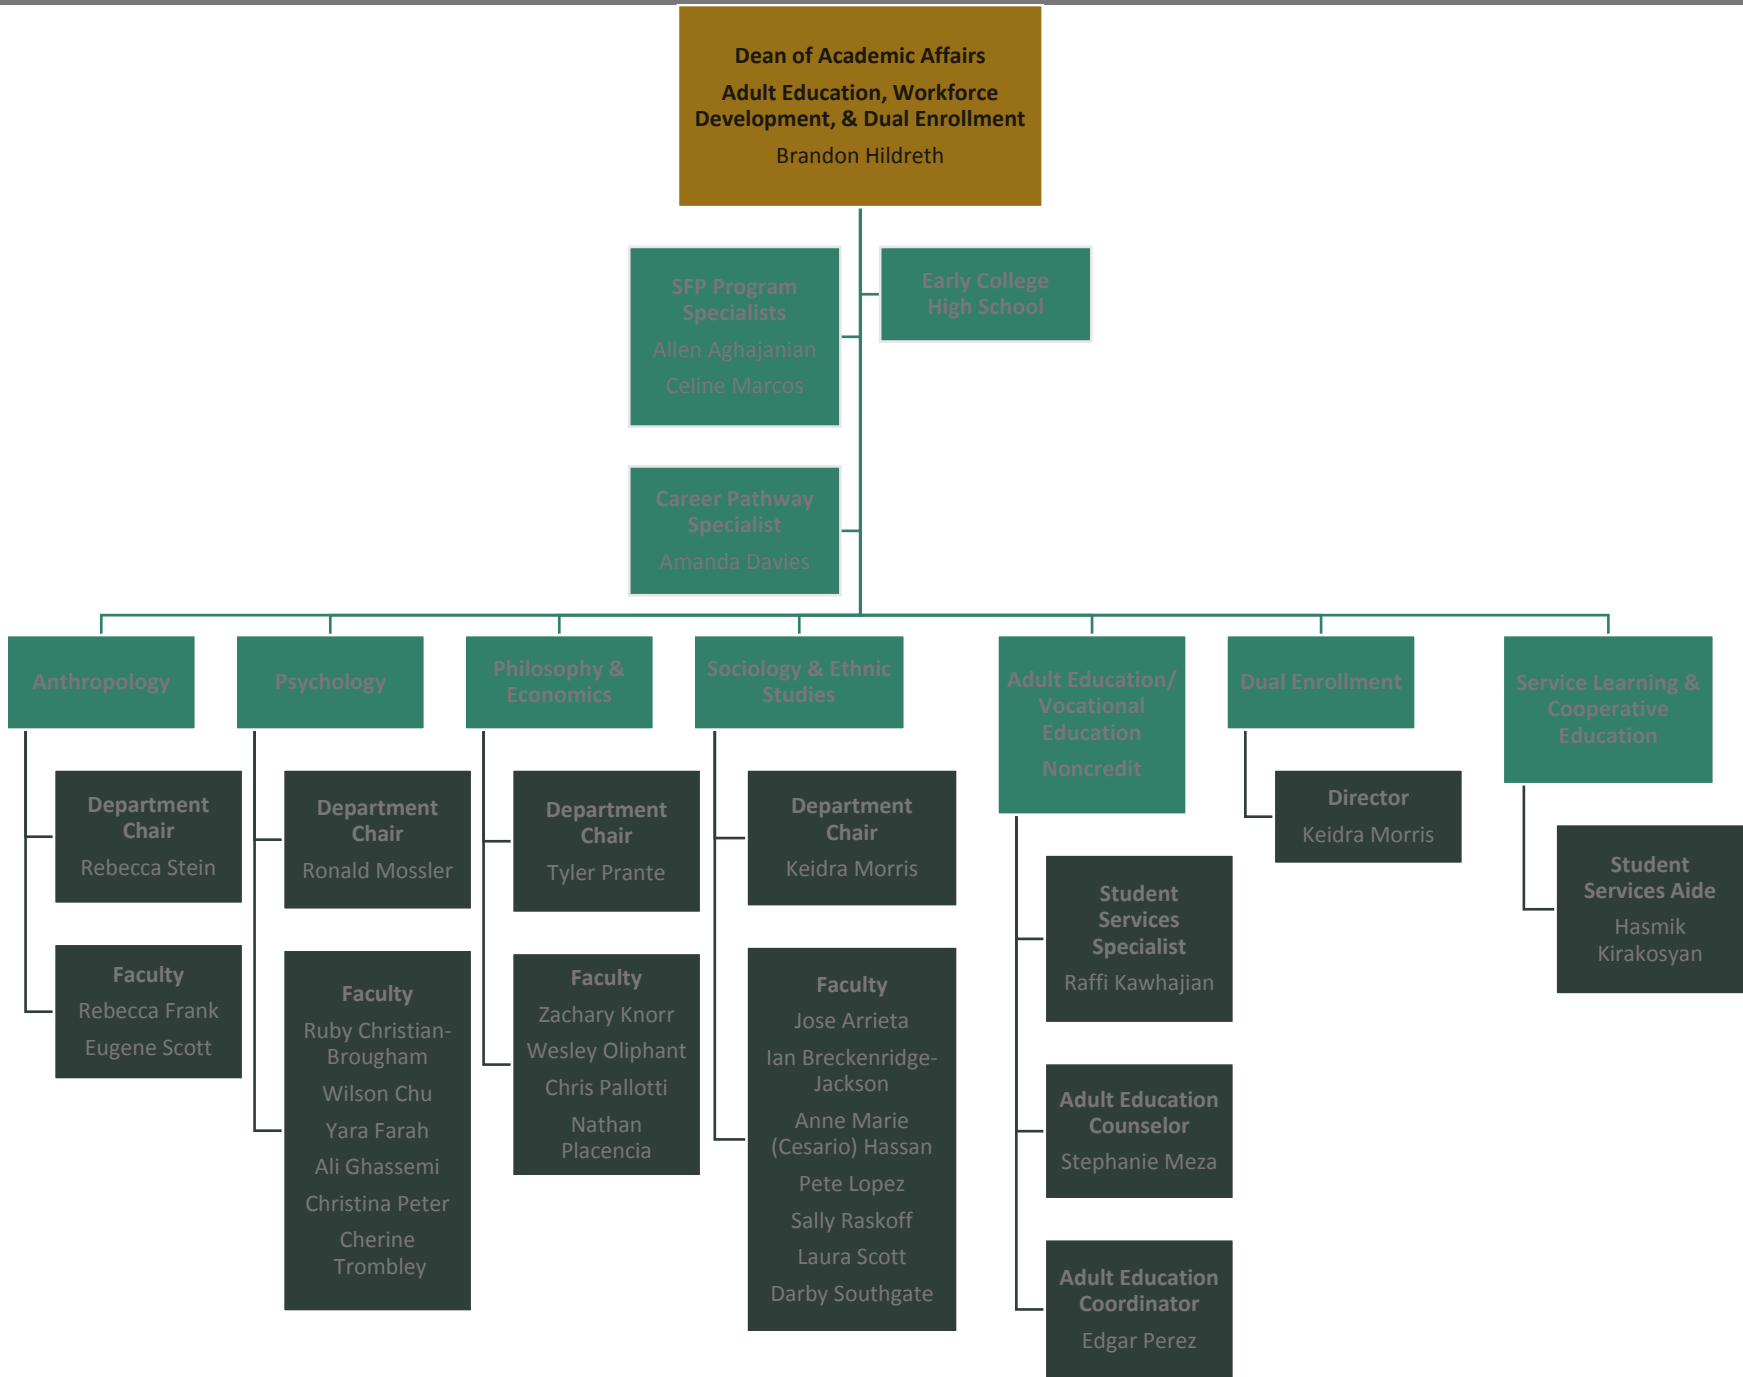 Dean of Academic Affairs
Adult Education, Workforce
Development, & Dual Enrollment
Brandon Hildreth
SFP Program
Specialists
Allen Aghajanian
Celine Marcos
Early College
High School
Career Pathway
Specialist
Amanda Davies
Anthropology
Department
Chair
Rebecca Stein
Faculty
Rebecca Frank
Eugene Scott
Psychology
Department
Chair
Ronald Mossler
Faculty
Ruby Christian-
Brougham
Wilson Chu
Yara Farah
Ali Ghassemi
Christina Peter
Cherine
Trombley
Philosophy &
Economics
Department
Chair
Tyler Prante
Faculty
Zachary Knorr
Wesley Oliphant
Chris Pallotti
Nathan
Placencia
Sociology & Ethnic
Studies
Department
Chair
Keidra Morris
Faculty
Jose Arrieta
Ian Breckenridge-
Jackson
Anne Marie
(Cesario) Hassan
Pete Lopez
Sally Raskoff
Laura Scott
Darby Southgate
Adult Education/
Vocational
Education
Noncredit
Student
Services
Specialist
Raffi Kawhajian
Adult Education
Counselor
Stephanie Meza
Adult Education
Coordinator
Edgar Perez
Dual Enrollment
Director
Keidra Morris
Service Learning &
Cooperative
Education
Student
Services Aide
Hasmik
Kirakosyan